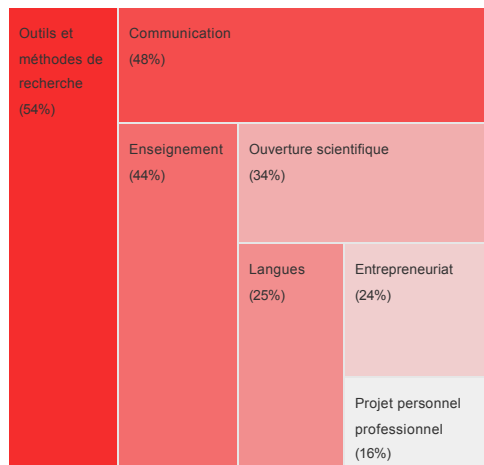 Outils et
méthodes de
recherche
(54%)
Communication
(48%)
Enseignement
(44%)
Ouverture scientifique
(34%)
Langues
(25%)
Entrepreneuriat
(24%)
Projet personnel
professionnel
(16%)